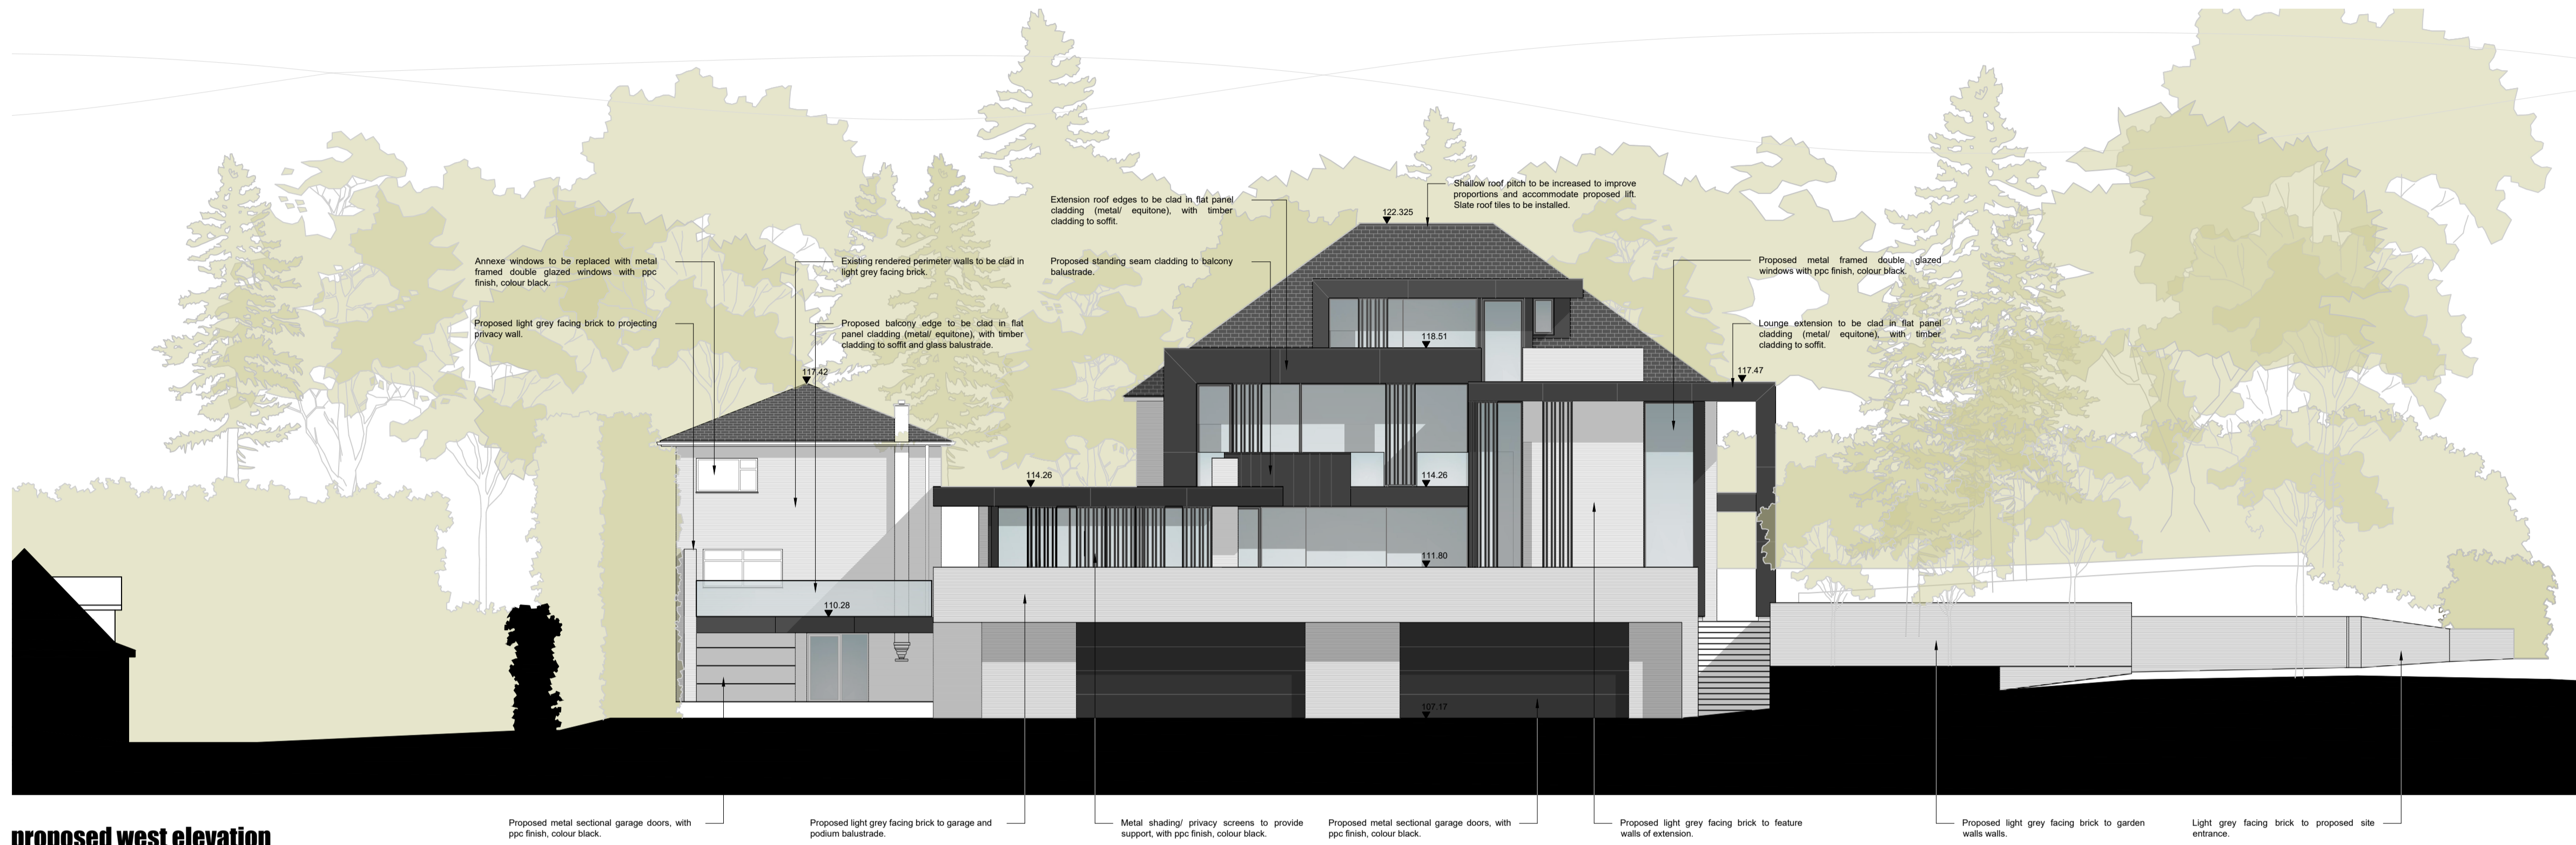 Shallow roof pitch to be increased to improve
proportions and accommodate proposed lift.
Slate roof tiles to be installed.
Extension roof edges to be clad in flat panel
cladding (metal/ equitone), with timber
cladding to soffit.
122.325
Annexe windows to be replaced with metal
framed double glazed windows with ppc
finish, colour black.
Existing rendered perimeter walls to be clad in
light grey facing brick.
Proposed standing seam cladding to balcony
balustrade.
Proposed metal framed double glazed
windows with ppc finish, colour black.
Proposed light grey facing brick to projecting
privacy wall.
Proposed balcony edge to be clad in flat
panel cladding (metal/ equitone), with timber
cladding to soffit and glass balustrade.
Lounge extension to be clad in flat panel
cladding (metal/ equitone), with timber
cladding to soffit.
118.51
117.42
117.47
114.26
114.26
111.80
110.28
107.17
proposed west elevation
Proposed metal sectional garage doors, with
ppc finish, colour black.
Proposed light grey facing brick to garage and
podium balustrade.
Metal shading/ privacy screens to provide
support, with ppc finish, colour black.
Proposed metal sectional garage doors, with
ppc finish, colour black.
Proposed light grey facing brick to feature
walls of extension.
Proposed light grey facing brick to garden
walls walls.
Light grey facing brick to proposed site
entrance.